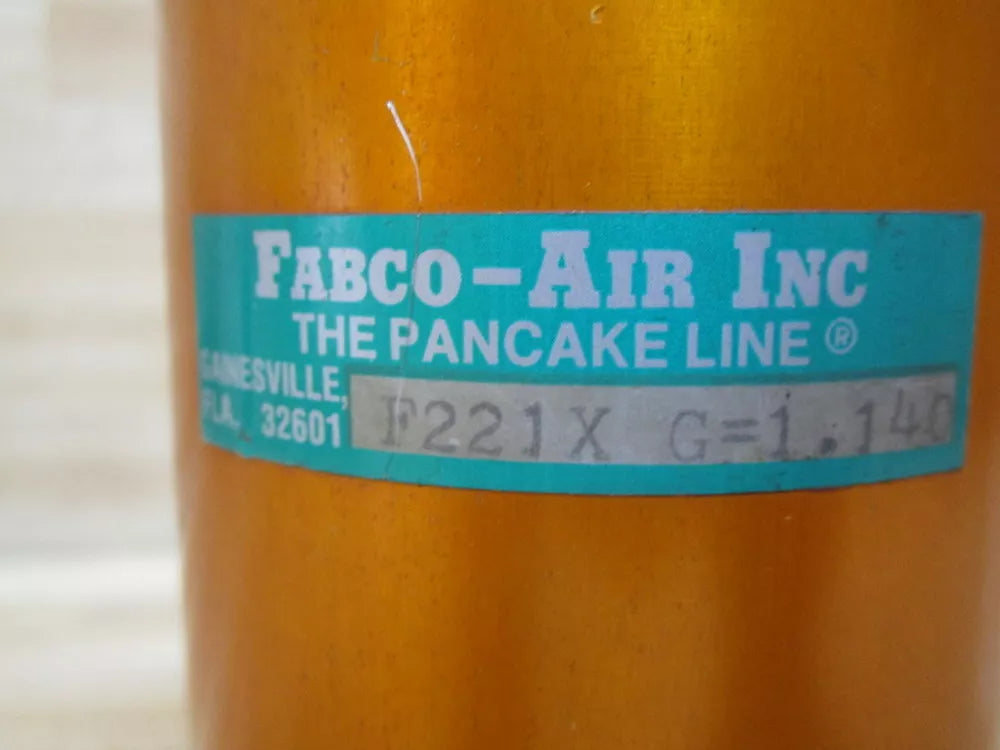 FABCO-AIR INC
THE PANCAKE LINE ®
GAINESVILLE,
FLA. 32601
F221X G=1.140